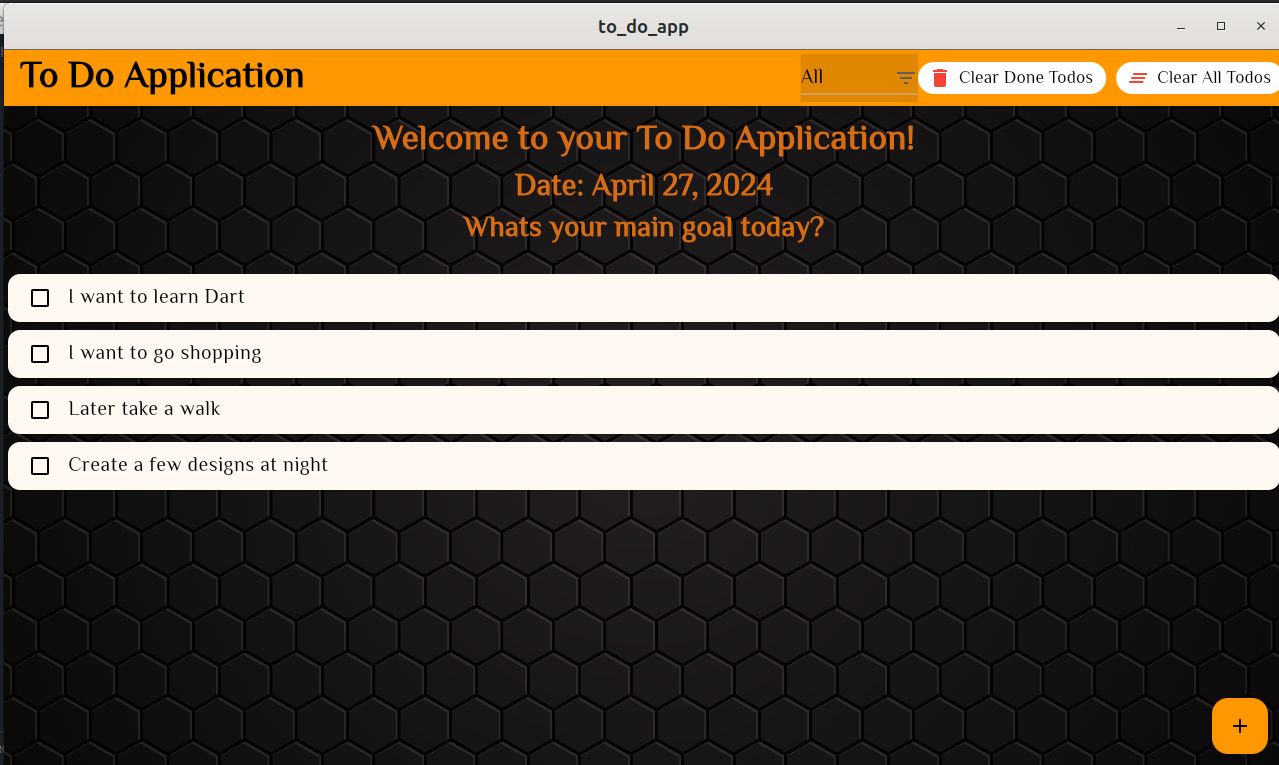 to_do_app
To Do Application
All
Clear Done Todos
Clear All Todos
Welcome to your To Do Application!
Date: April 27, 2024
Whats your main goal today?
I want to learn Dart
I want to go shopping
Later take a walk
Create a few designs at night